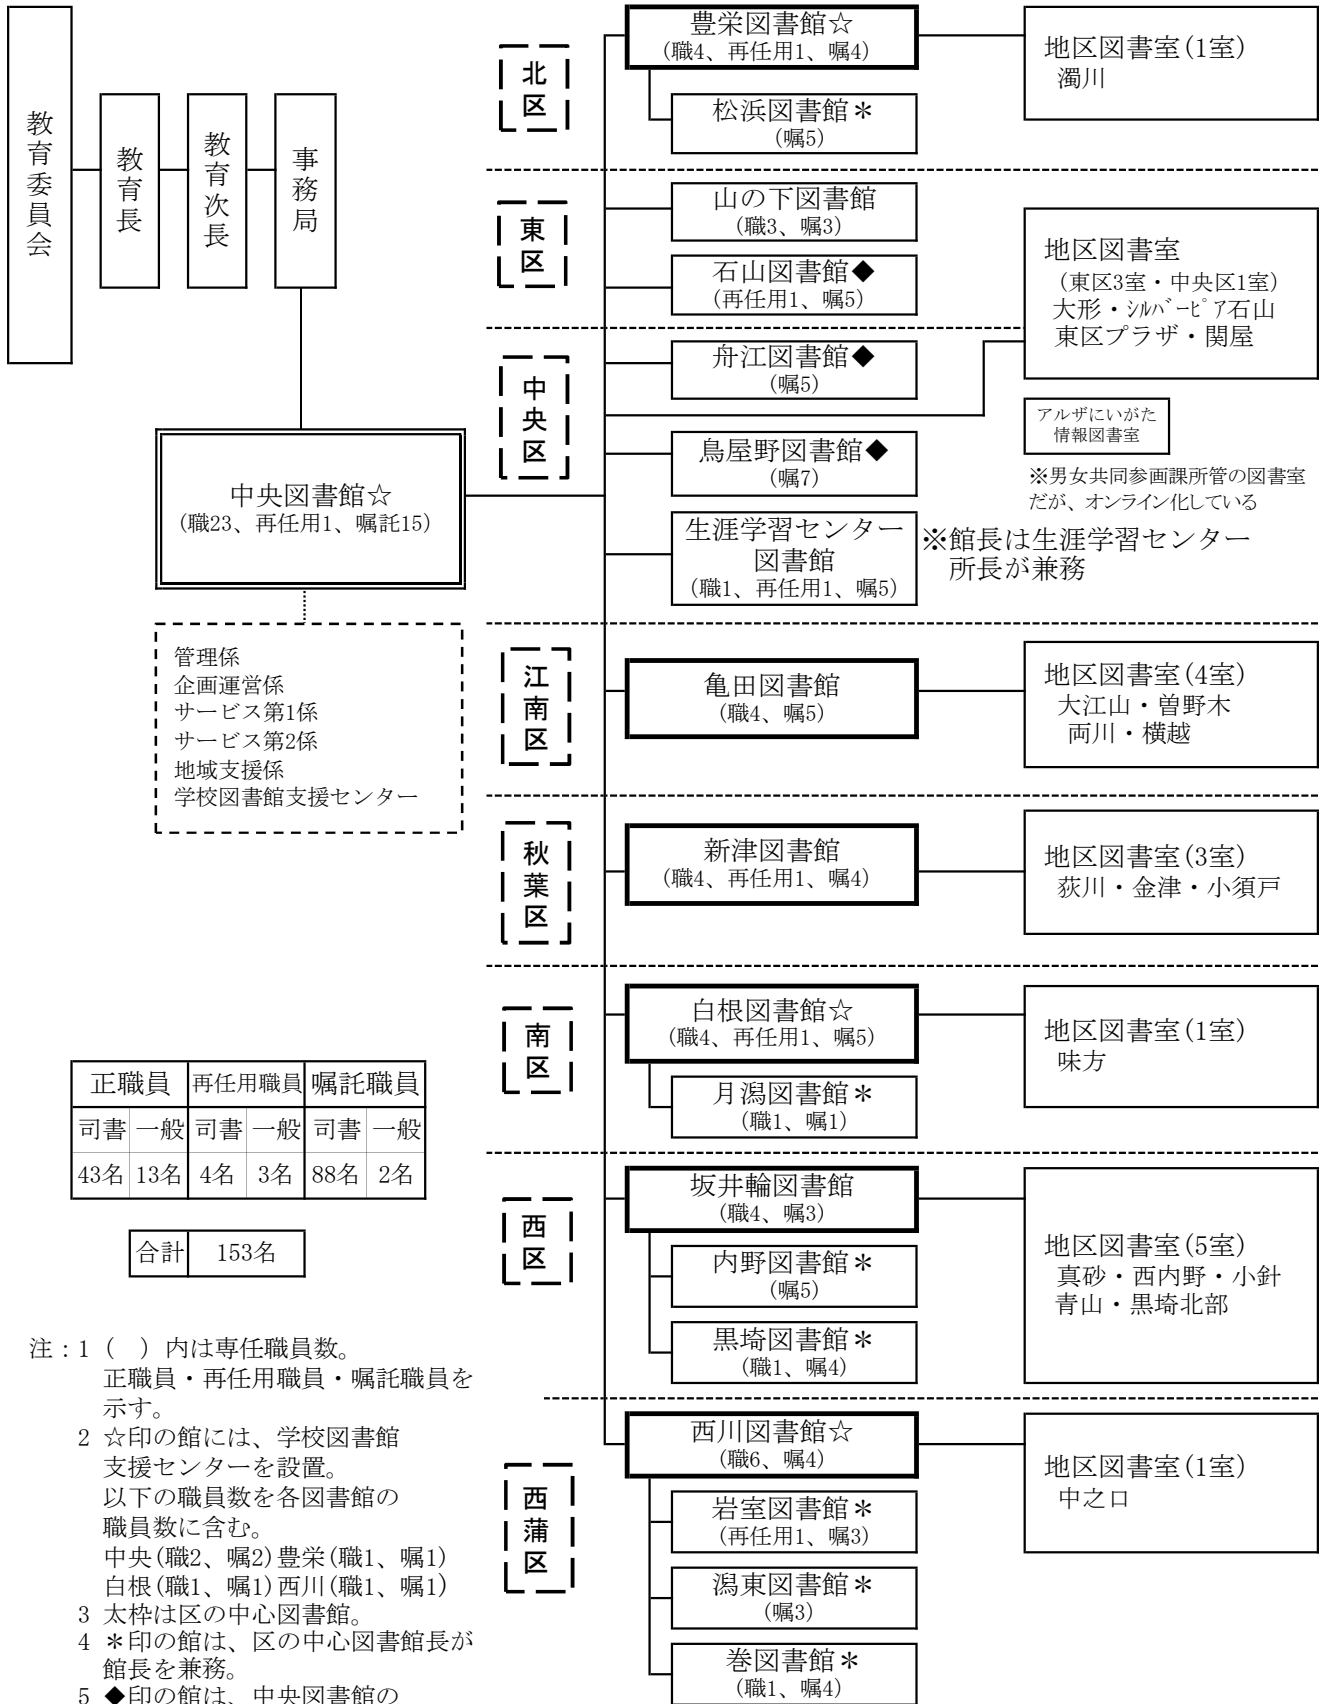 教育委員会
教育長
教育次長
事務局
中央図書館☆
(職23、再任用1、嘱託15)
管理係
企画運営係
サービス第1係
サービス第2係
地域支援係
学校図書館支援センター
北区
豊栄図書館☆
(職4、再任用1、嘱4)
松浜図書館＊
(嘱5)
地区図書室(1室)
濁川
東区
山の下図書館
(職3、嘱3)
石山図書館◆
(再任用1、嘱5)
地区図書室
(東区3室・中央区1室)
大形・ｼﾙﾊﾞｰﾋﾟｱ石山
東区プラザ・関屋
中央区
舟江図書館◆
(嘱5)
鳥屋野図書館◆
(嘱7)
生涯学習センター
図書館
(職1、再任用1、嘱5)
アルザにいがた
情報図書室
※男女共同参画課所管の図書室
だが、オンライン化している
※館長は生涯学習センター
所長が兼務
江南区
亀田図書館
(職4、嘱5)
地区図書室(4室)
大江山・曽野木
両川・横越
秋葉区
新津図書館
(職4、再任用1、嘱4)
地区図書室(3室)
荻川・金津・小須戸
南区
白根図書館☆
(職4、再任用1、嘱5)
月潟図書館＊
(職1、嘱1)
地区図書室(1室)
味方
西区
坂井輪図書館
(職4、嘱3)
内野図書館＊
(嘱5)
黒埼図書館＊
(職1、嘱4)
地区図書室(5室)
真砂・西内野・小針
青山・黒埼北部
西蒲区
西川図書館☆
(職6、嘱4)
岩室図書館＊
(再任用1、嘱3)
潟東図書館＊
(嘱3)
巻図書館＊
(職1、嘱4)
地区図書室(1室)
中之口
正職員 再任用職員 嘱託職員
司書 一般 司書 一般 司書 一般
43名 13名 4名 3名 88名 2名
合計 153名
注：1 (　) 内は専任職員数。
正職員・再任用職員・嘱託職員を
示す。
2 ☆印の館には、学校図書館
支援センターを設置。
以下の職員数を各図書館の
職員数に含む。
中央(職2、嘱2)豊栄(職1、嘱1)
白根(職1、嘱1)西川(職1、嘱1)
3 太枠は区の中心図書館。
4 ＊印の館は、区の中心図書館長が
館長を兼務。
5 ◆印の館は、中央図書館の